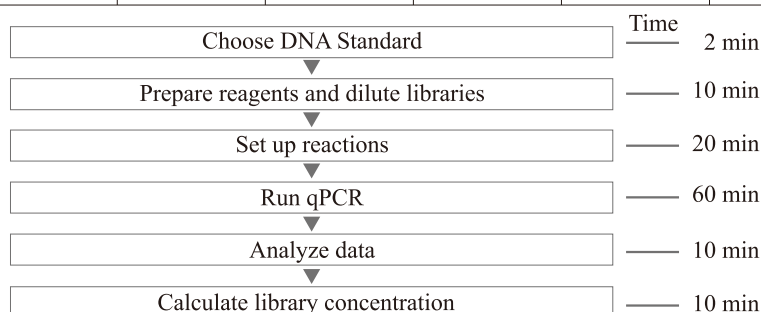 Time
Choose DNA Standard 2 min
Prepare reagents and dilute libraries 10 min
Set up reactions 20 min
Run qPCR 60 min
Analyze data 10 min
Calculate library concentration 10 min